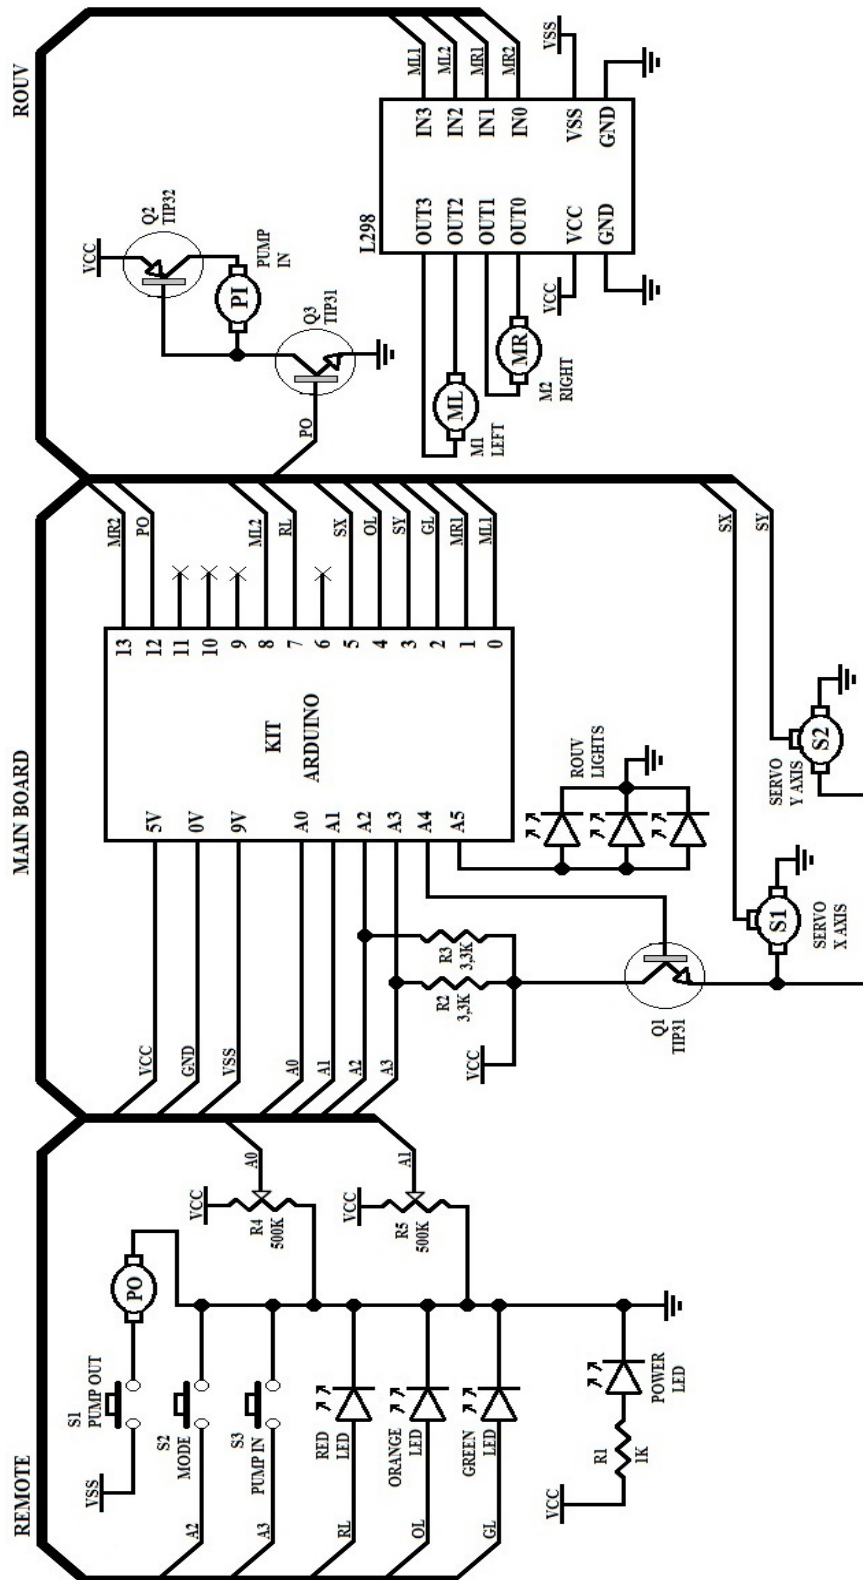 REMOTE
MAIN BOARD
ROUV
VSS
S1
PUMP OUT
PO
A2
S2
MODE
A3
S3
PUMP IN
RL
RED
LED
OL
ORANGE
LED
GL
GREEN
LED
VCC
R1
1K
POWER
LED
VCC
R4
500K
A0
VCC
R5
500K
A1
VCC
GND
VSS
A0
A1
A2
A3
5V
0V
9V
A0
A1
A2
A3
A4
A5
KIT
ARDUINO
13
12
11
10
9
8
7
6
5
4
3
2
1
0
MR2
PO
ML2
RL
SX
OL
SY
GL
MR1
ML1
VCC
R2
3,3K
R3
3,3K
Q1
TIP31
ROUV
LIGHTS
S1
SERVO
X AXIS
SERVO
Y AXIS
S2
SX
SY
VCC
Q2
TIP32
PI
PUMP
IN
PO
Q3
TIP31
M1
LEFT
ML
M2
RIGHT
MR
L298
OUT3
OUT2
OUT1
OUT0
VCC
GND
VCC
IN3
IN2
IN1
IN0
VSS
GND
ML1
ML2
MR1
MR2
VSS